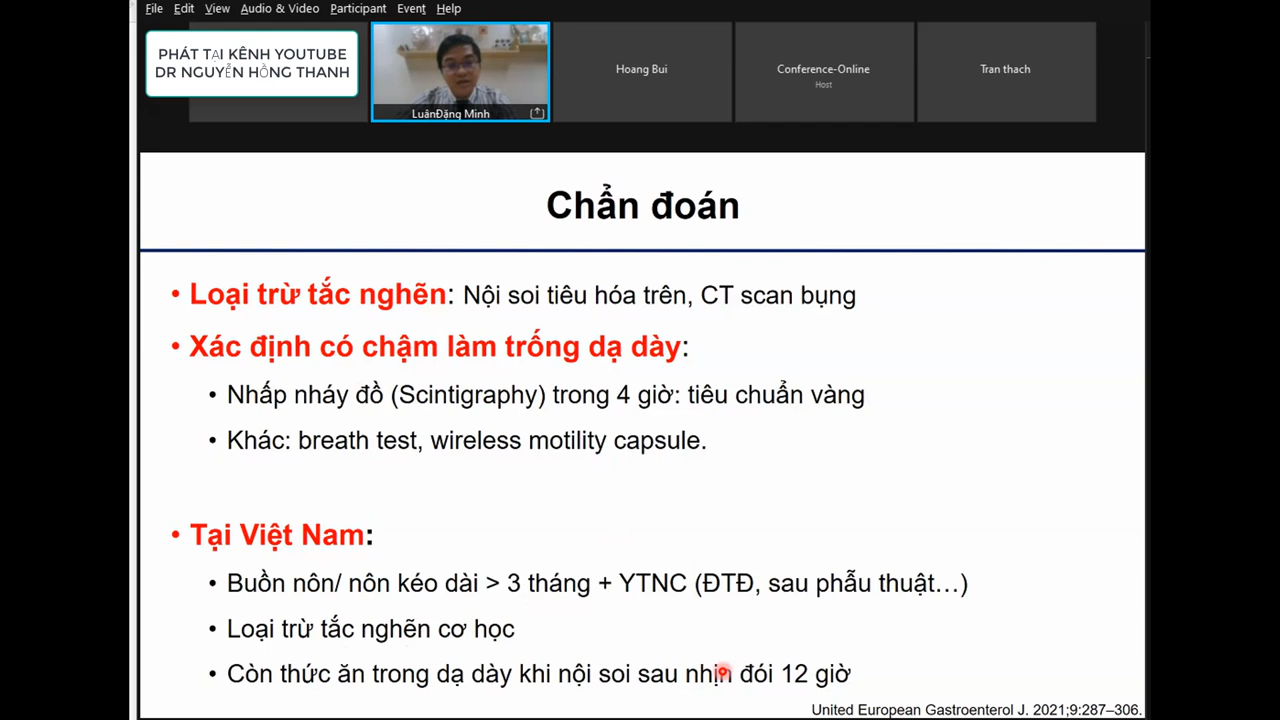 File Edit View Audio & Video Participant Event Help
PHÁT TẠI KÊNH YOUTUBE
DR NGUYỄN HỒNG THANH
LuânĐặng Minh
Hoang Bui
Conference-Online
Host
Tran thach
Chẩn đoán
• Loại trừ tắc nghẽn: Nội soi tiêu hóa trên, CT scan bụng
• Xác định có chậm làm trống dạ dày:
• Nhấp nháy đồ (Scintigraphy) trong 4 giờ: tiêu chuẩn vàng
• Khác: breath test, wireless motility capsule.
• Tại Việt Nam:
• Buồn nôn/ nôn kéo dài > 3 tháng + YTNC (ĐTĐ, sau phẫu thuật…)
• Loại trừ tắc nghẽn cơ học
• Còn thức ăn trong dạ dày khi nội soi sau nhịn đói 12 giờ
United European Gastroenterol J. 2021;9:287–306.